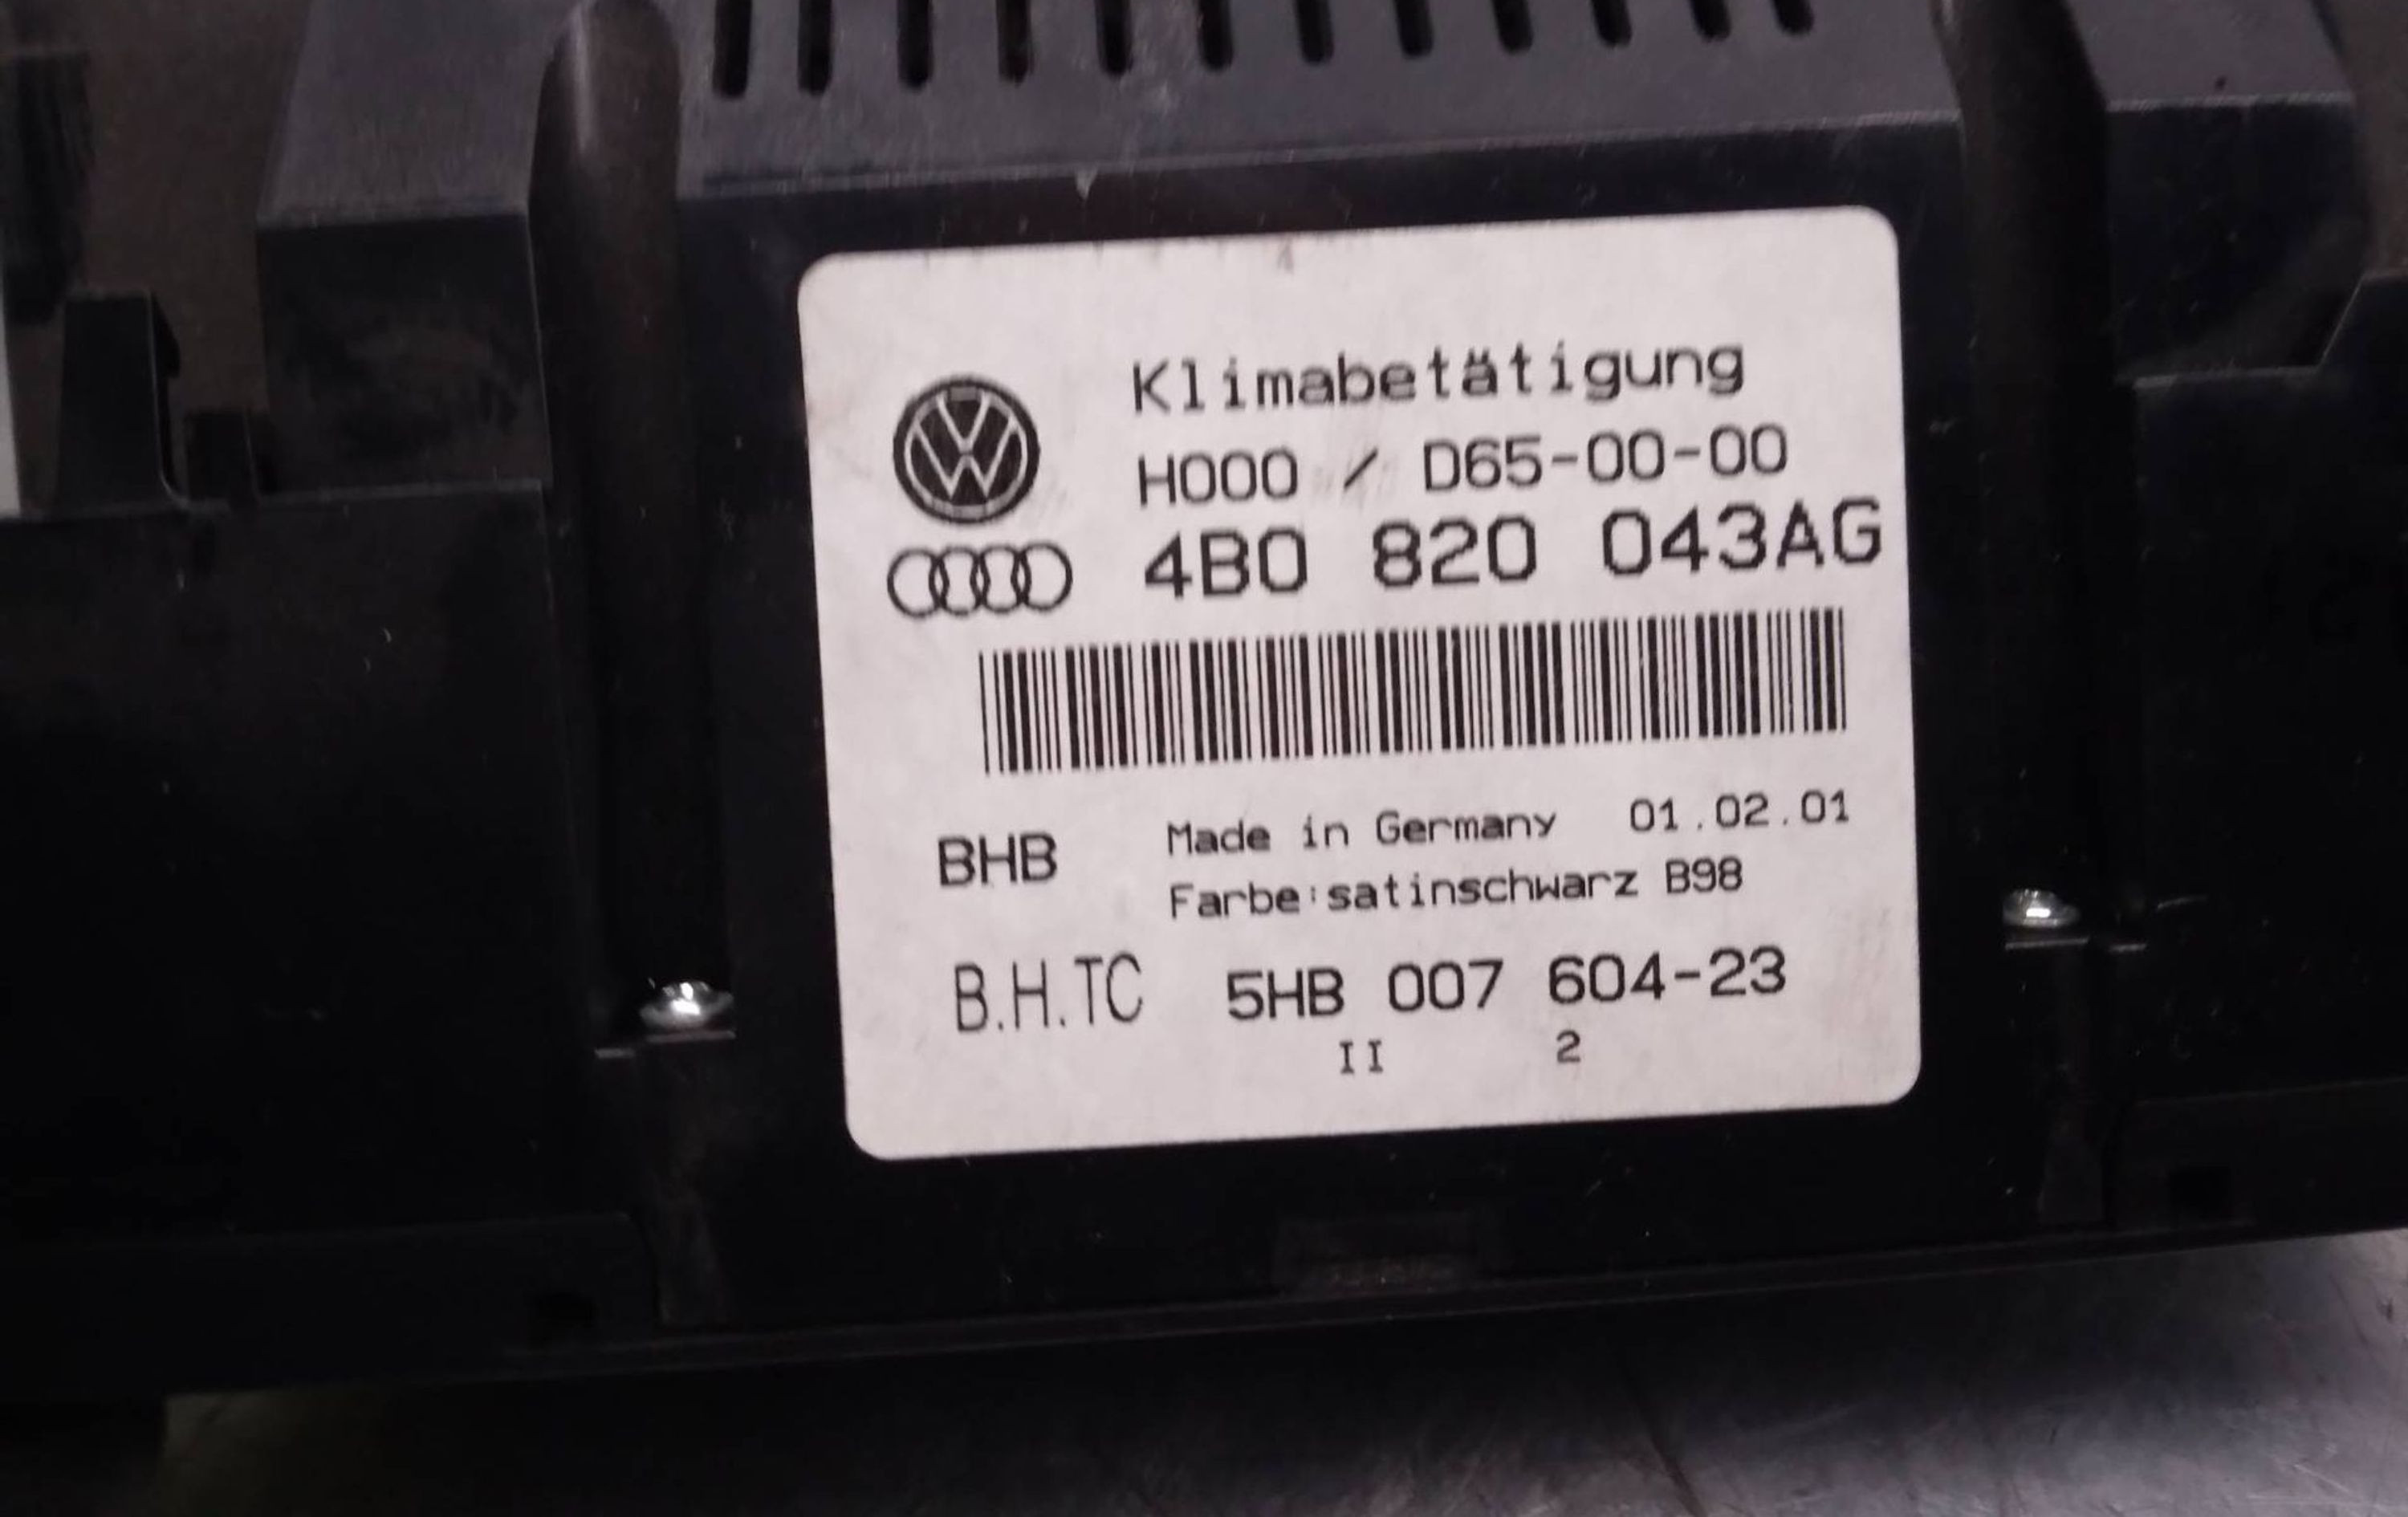 Klimabetätigung
H000 / D65-00-00
4B0 820 043AG
BHB Made in Germany 01.02.01
Farbe:satinschwarz B98
B.H.TC 5HB 007 604-23
II 2